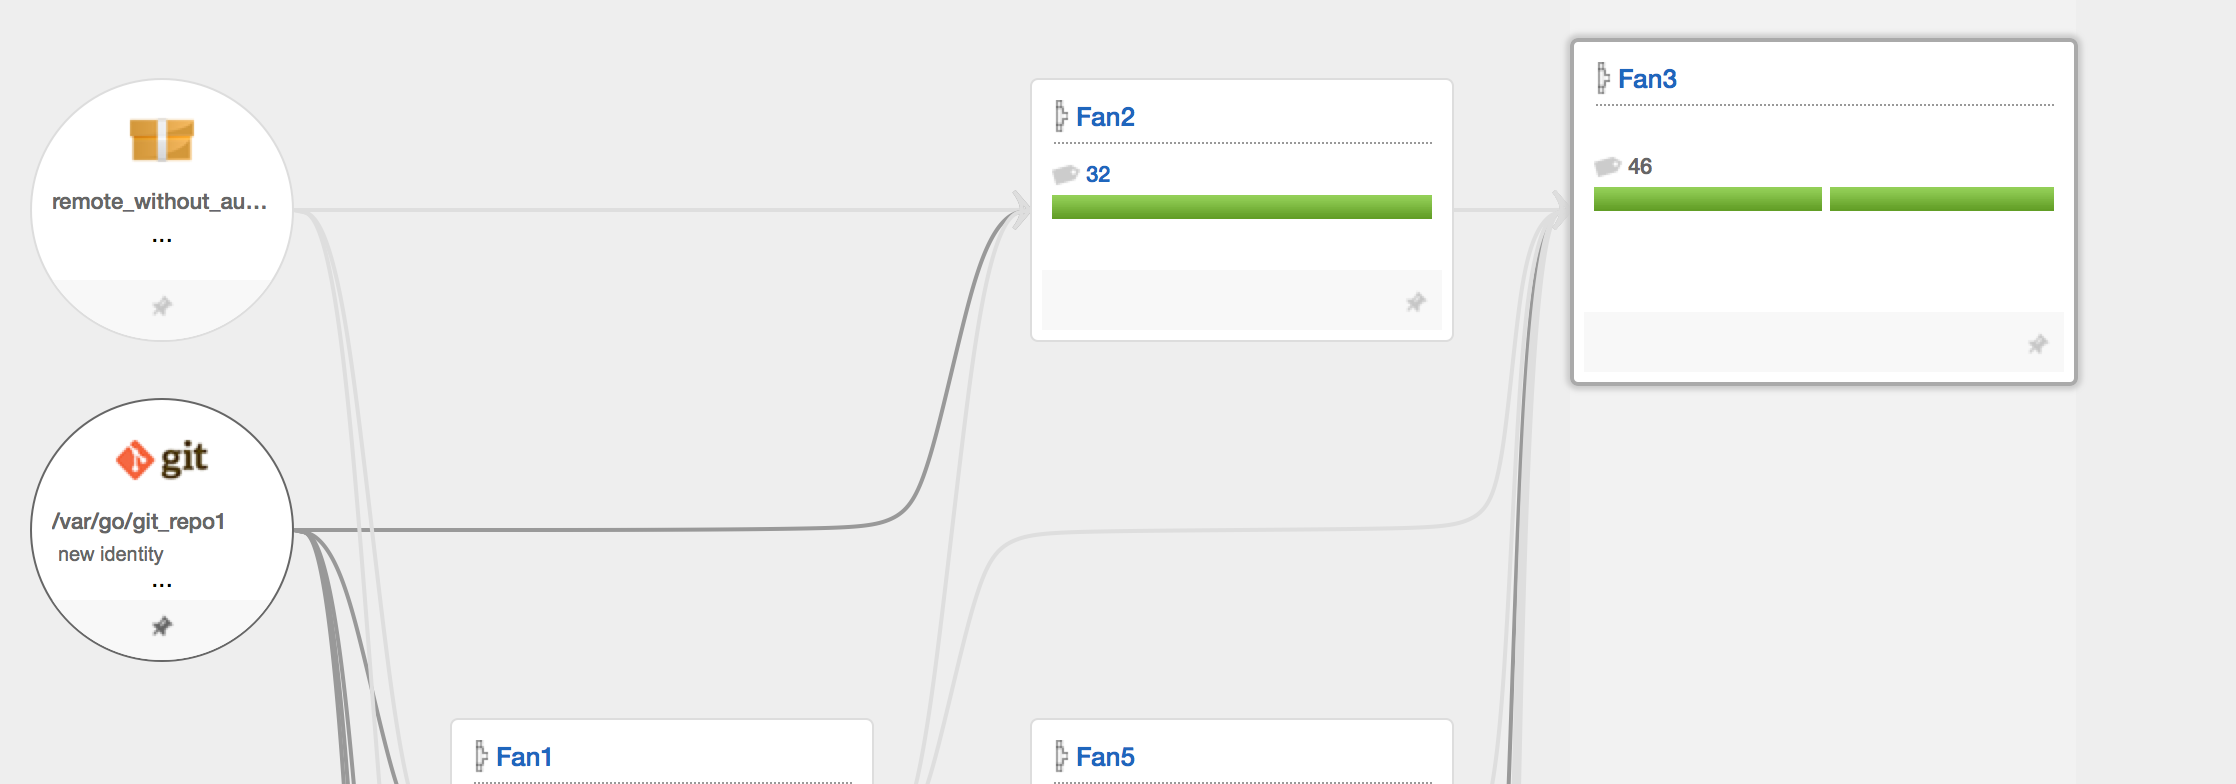 remote_without_au...
...
git
/var/go/git_repo1
new identity
...
Fan1
Fan2
32
Fan5
Fan3
46